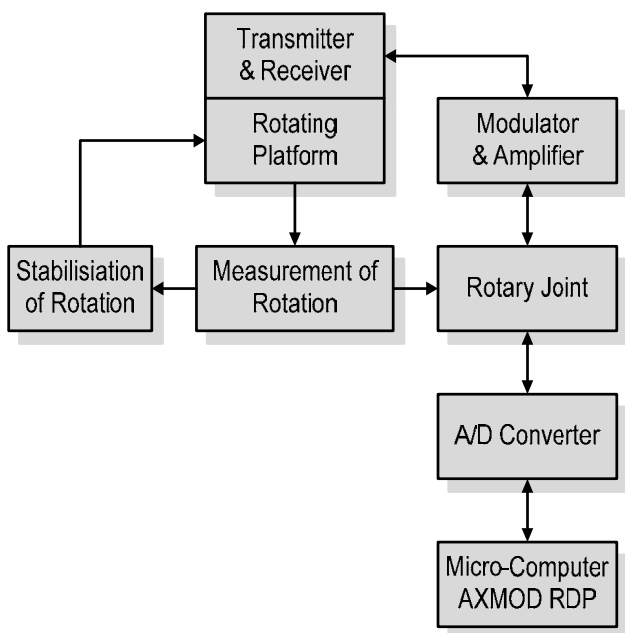 Transmitter
& Receiver
Rotating
Platform
Modulator
& Amplifier
Stabilisiation
of Rotation
Measurement of
Rotation
Rotary Joint
A/D Converter
Micro-Computer
AXMOD RDP